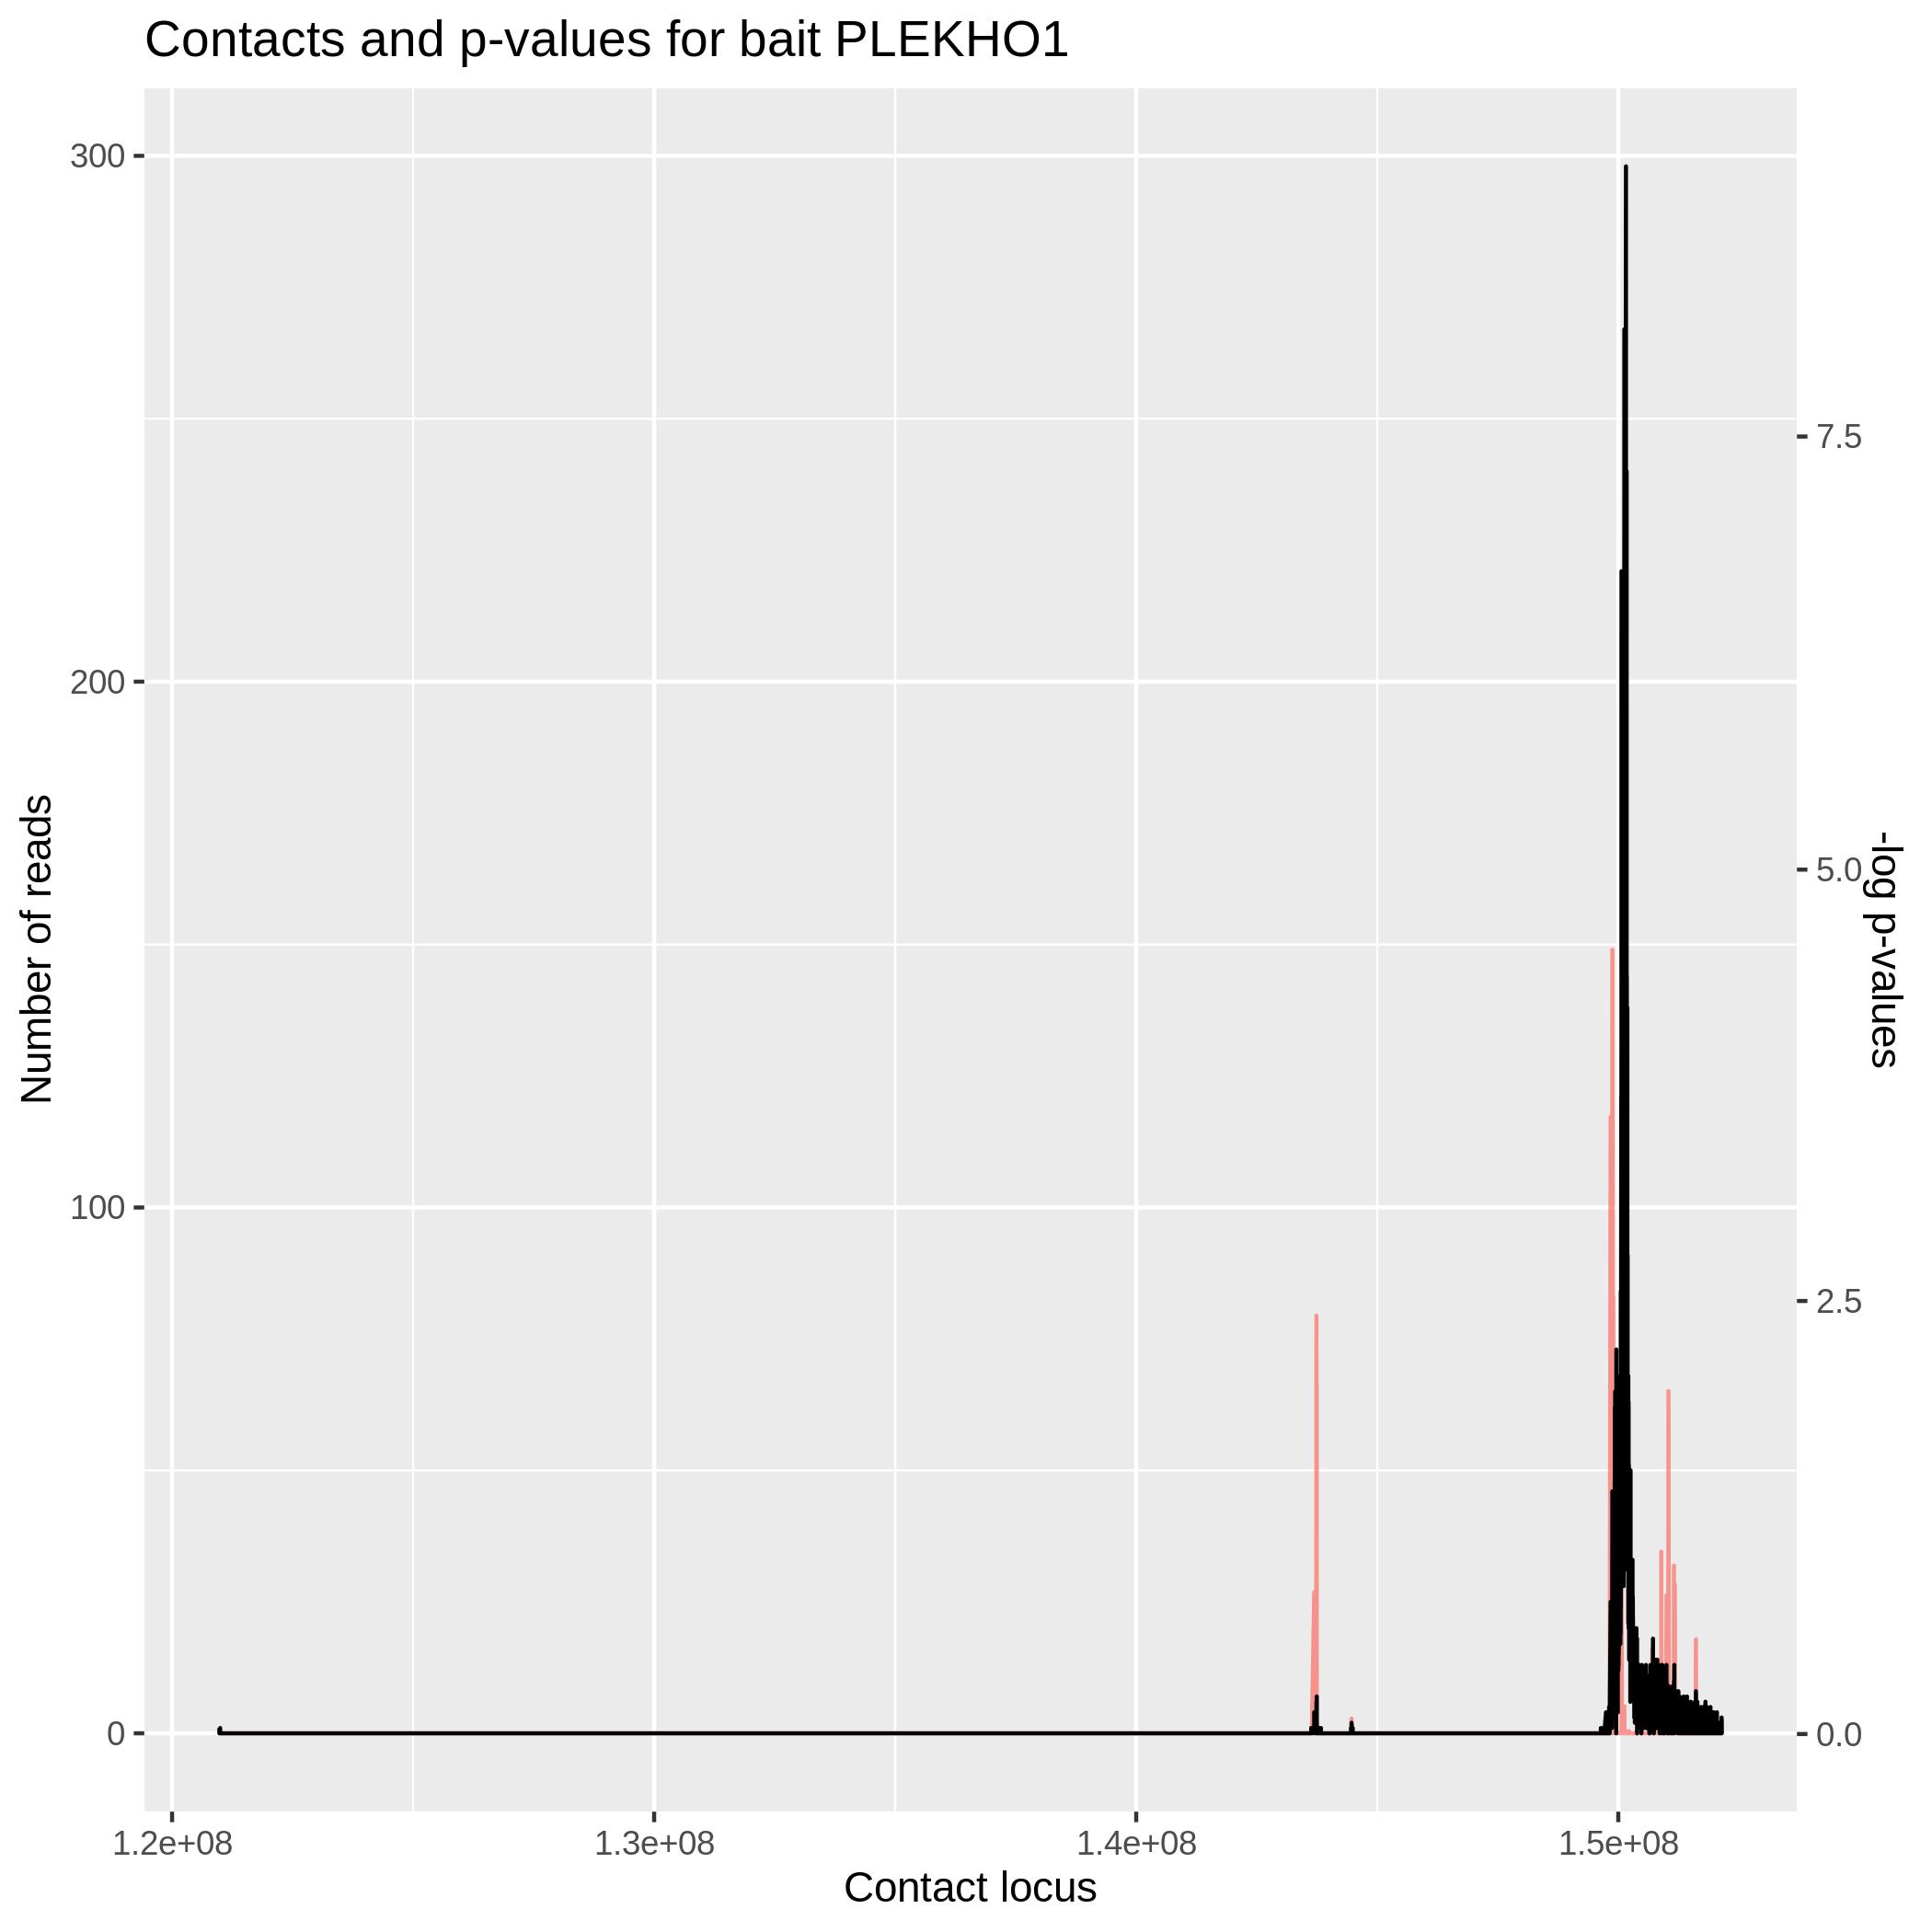 Contacts and p-values for bait PLEKHO1
300
200
100
0
Number of reads
7.5
5.0
2.5
0.0
-log p-values
1.2e+08
1.3e+08
1.4e+08
1.5e+08
Contact locus